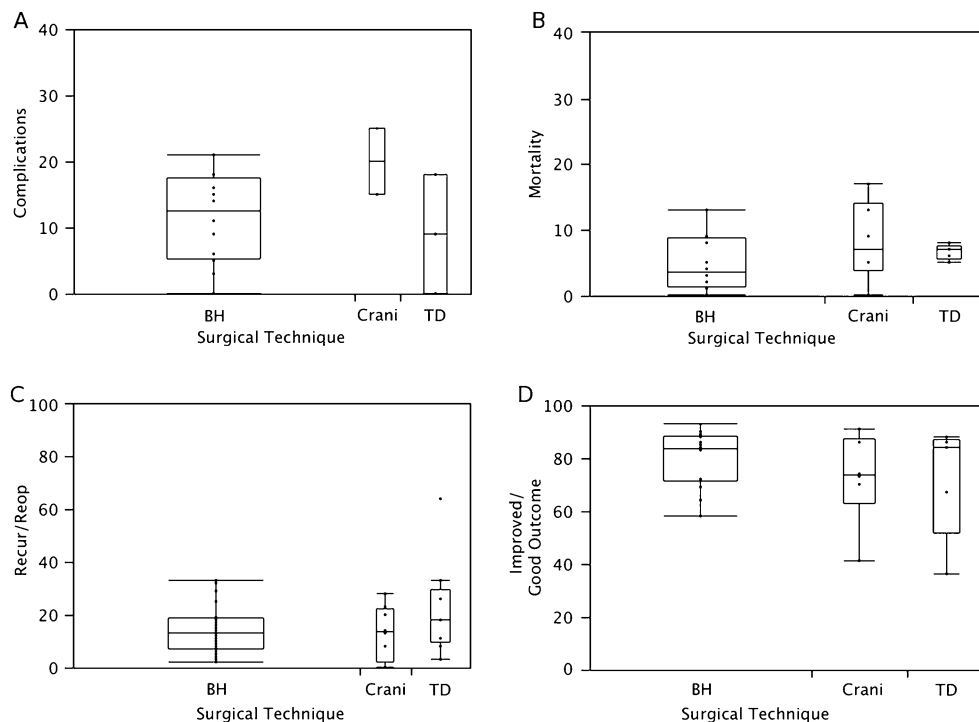 A
40
30
20
10
0
Complications
BH
Crani
TD
Surgical Technique
B
40
30
20
10
0
Mortality
BH
Crani
TD
Surgical Technique
C
100
80
60
40
20
0
Recur/Reop
BH
Crani
TD
Surgical Technique
D
100
80
60
40
20
0
Improved/
Good Outcome
BH
Crani
TD
Surgical Technique